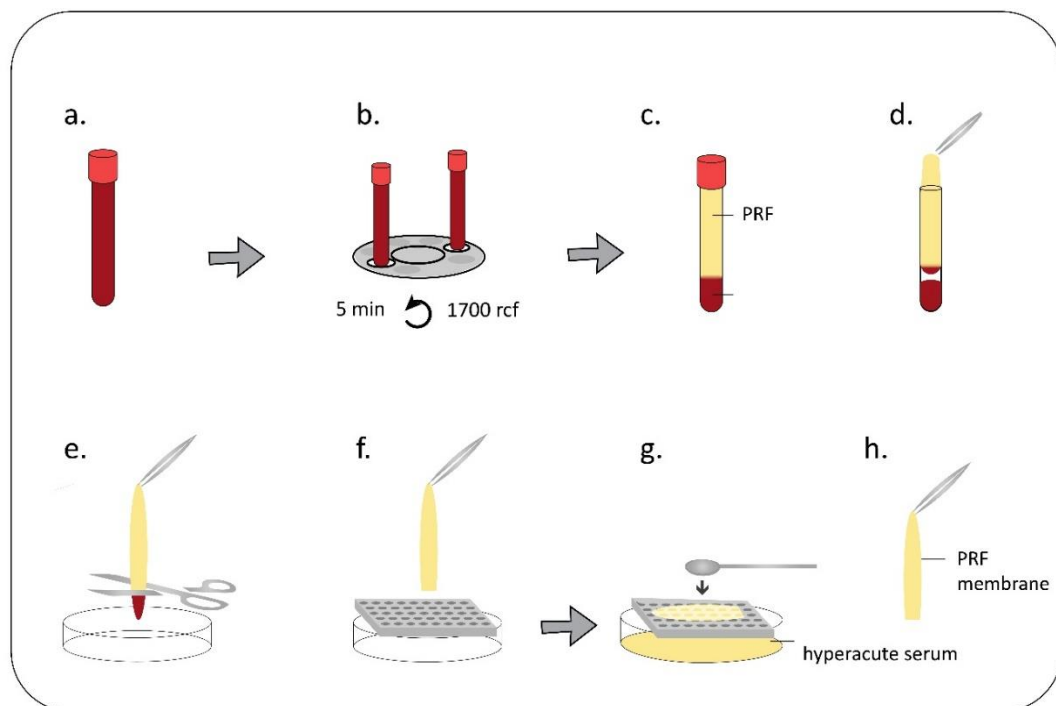 a.
b.
c.
d.
PRF
5 min
1700 rcf
e.
f.
g.
h.
PRF
membrane
hyperacute serum